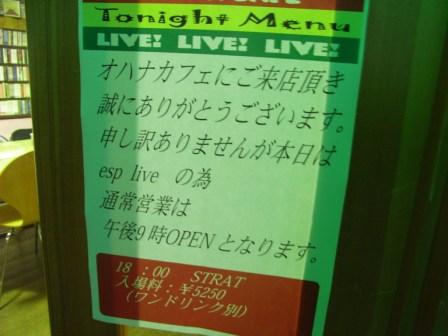 Tonight Menu
LIVE! LIVE! LIVE!
オハナカフェにご来店頂き
誠にありがとうございます。
申し訳ありませんが本日は
esp live の為
通常営業は
午後9時OPENとなります。
18：00 STRAT
入場料：¥5250
（ワンドリンク別）